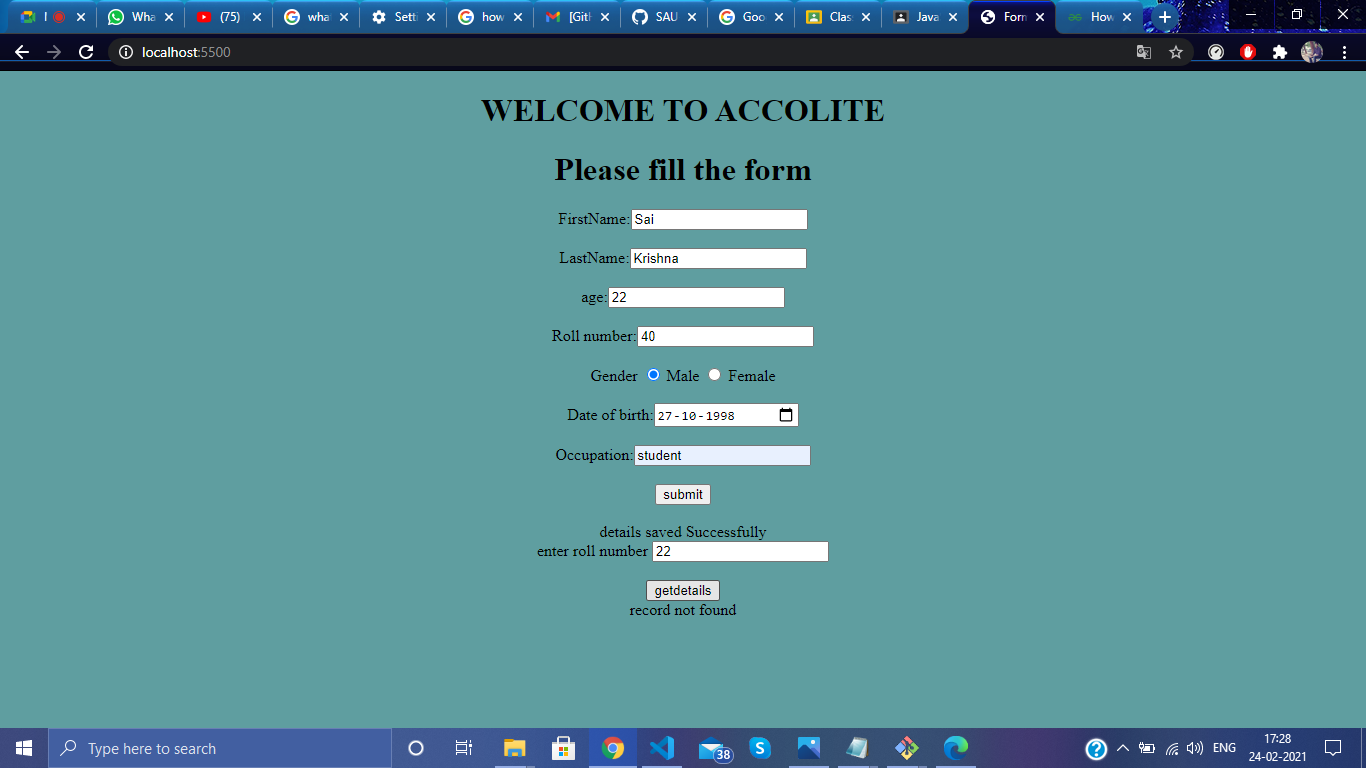 Wha
(75)
wha
Setti
how
[Gitl
SAU
Goo
Clas
Java
Forn
How
localhost:5500
WELCOME TO ACCOLITE
Please fill the form
FirstName: Sai
LastName: Krishna
age: 22
Roll number: 40
Gender Male Female
Date of birth: 27-10-1998
Occupation: student
submit
details saved Successfully
enter roll number 22
getdetails
record not found
Type here to search
38
ENG
17:28
24-02-2021